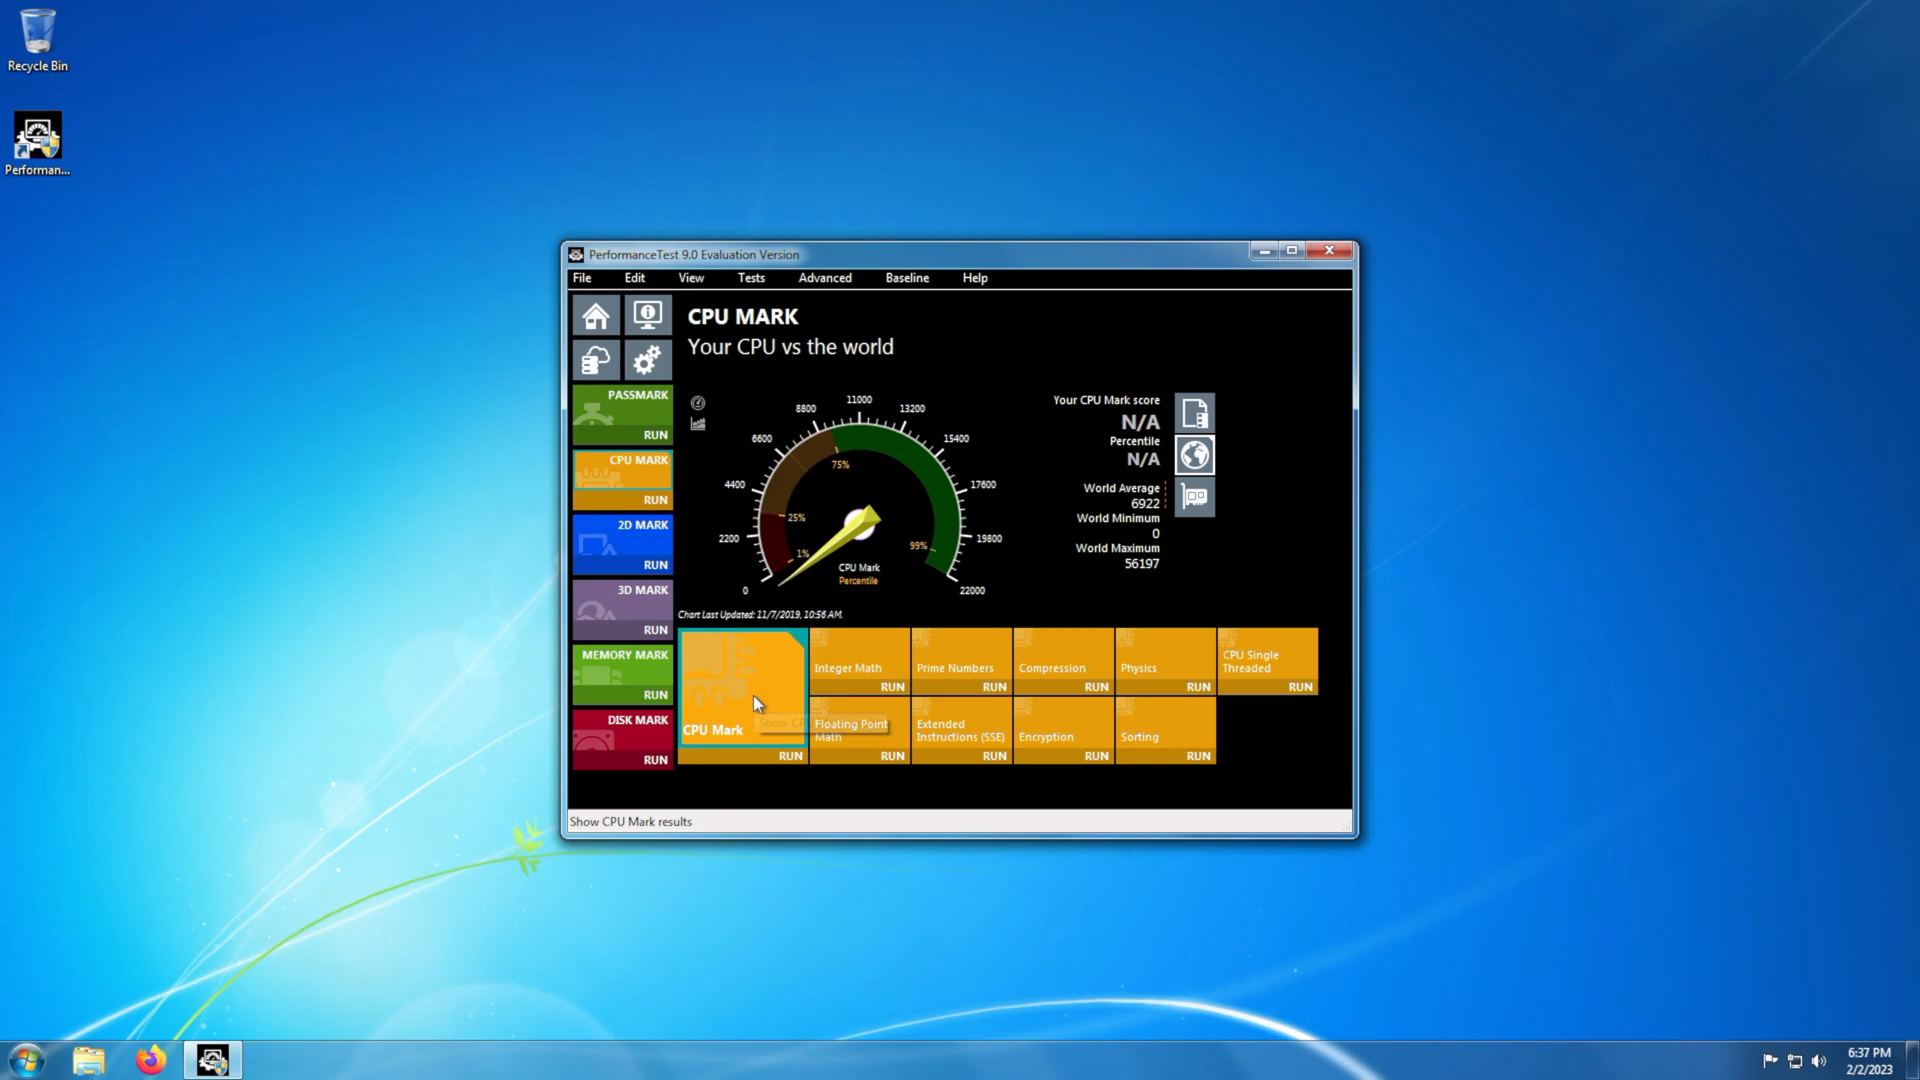 Recycle Bin
Performan...
PerformanceTest 9.0 Evaluation Version
File Edit View Tests Advanced Baseline Help
CPU MARK
Your CPU vs the world
PASSMARK
RUN
CPU MARK
RUN
2D MARK
RUN
3D MARK
RUN
MEMORY MARK
RUN
DISK MARK
RUN
0
2200
4400
6600
8800
11000
13200
15400
17600
19800
22000
1%
25%
75%
99%
CPU Mark
Percentile
Your CPU Mark score
N/A
Percentile
N/A
World Average
6922
World Minimum
0
World Maximum
56197
Chart Last Updated: 11/7/2019, 10:56 AM.
CPU Mark
RUN
Integer Math
RUN
Prime Numbers
RUN
Compression
RUN
Physics
RUN
CPU Single
Threaded
RUN
Show
Floating Point
Math
RUN
Extended
Instructions (SSE)
RUN
Encryption
RUN
Sorting
RUN
Show CPU Mark results
6:37 PM
2/2/2023